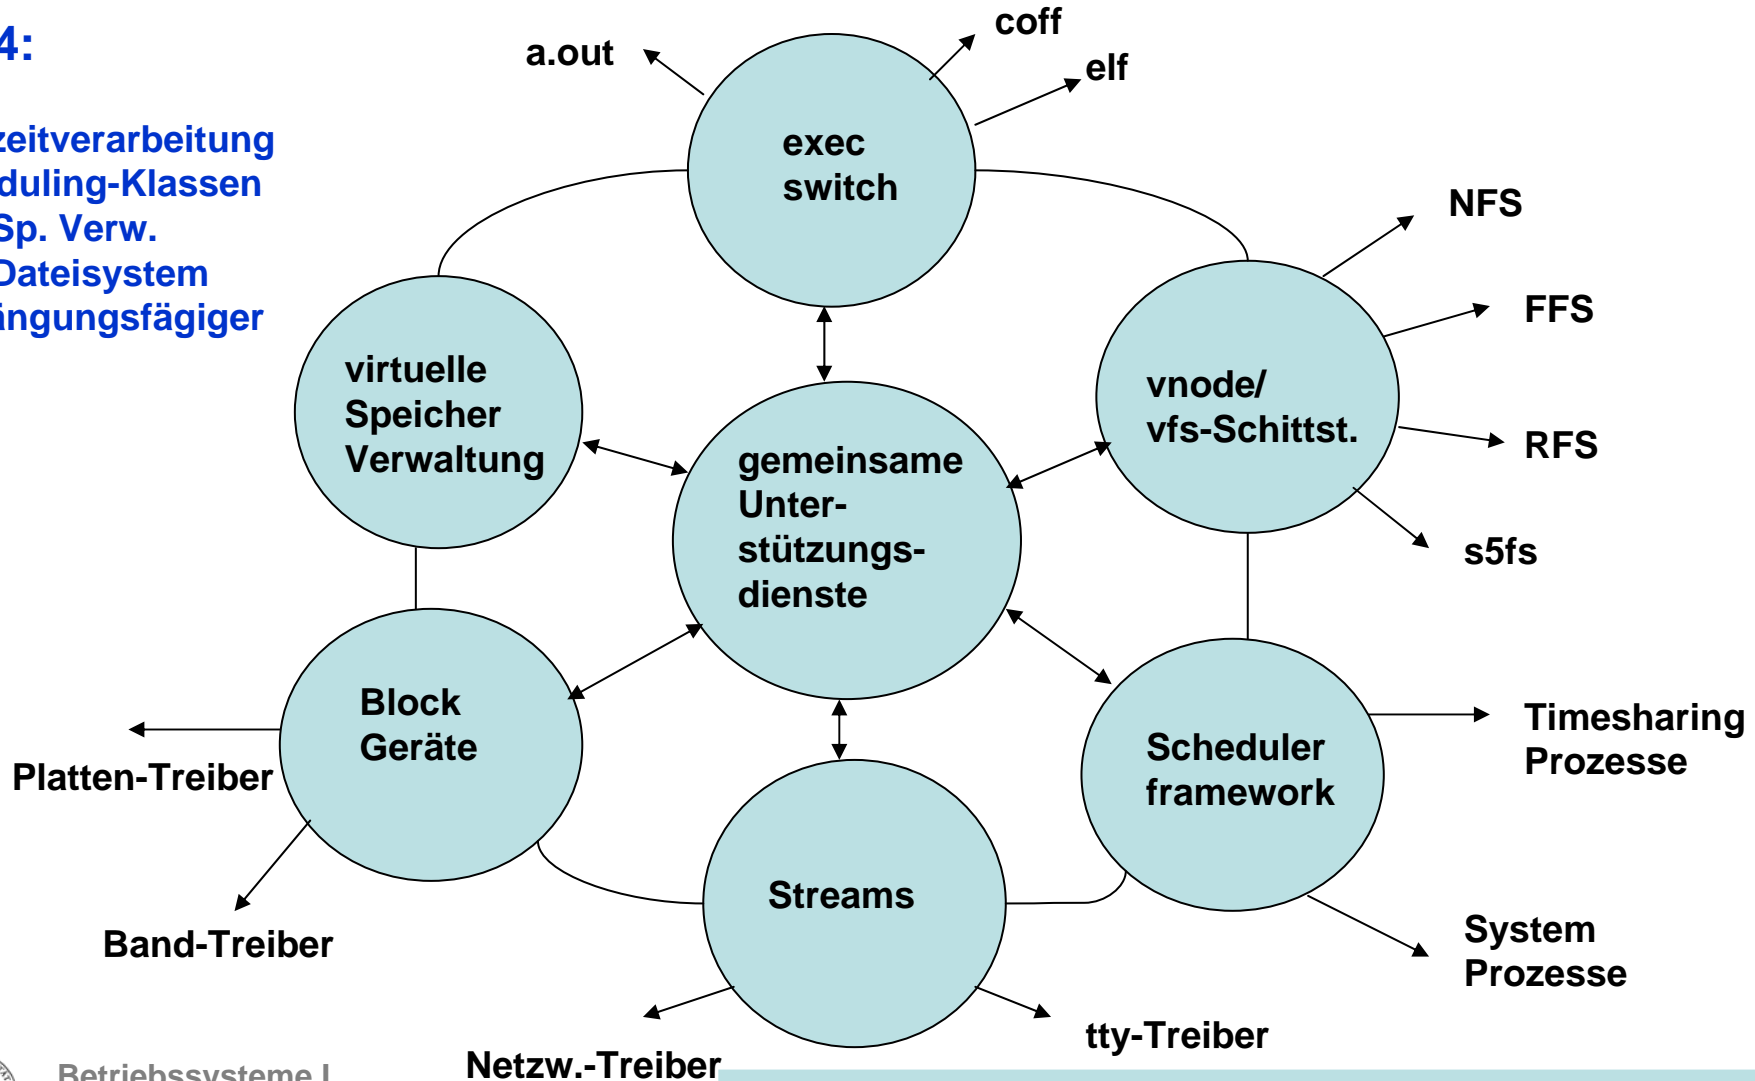 4:
zeitverarbeitung
duling-Klassen
Sp. Verw.
Dateisystem
ängungsfägiger
a.out
coff
elf
exec
switch
NFS
FFS
RFS
s5fs
virtuelle
Speicher
Verwaltung
vnode/
vfs-Schittst.
gemeinsame
Unter-
stützungs-
dienste
Block
Geräte
Platten-Treiber
Band-Treiber
Scheduler
framework
Timesharing
Prozesse
System
Prozesse
Streams
tty-Treiber
Netzw.-Treiber
Betriebssysteme I